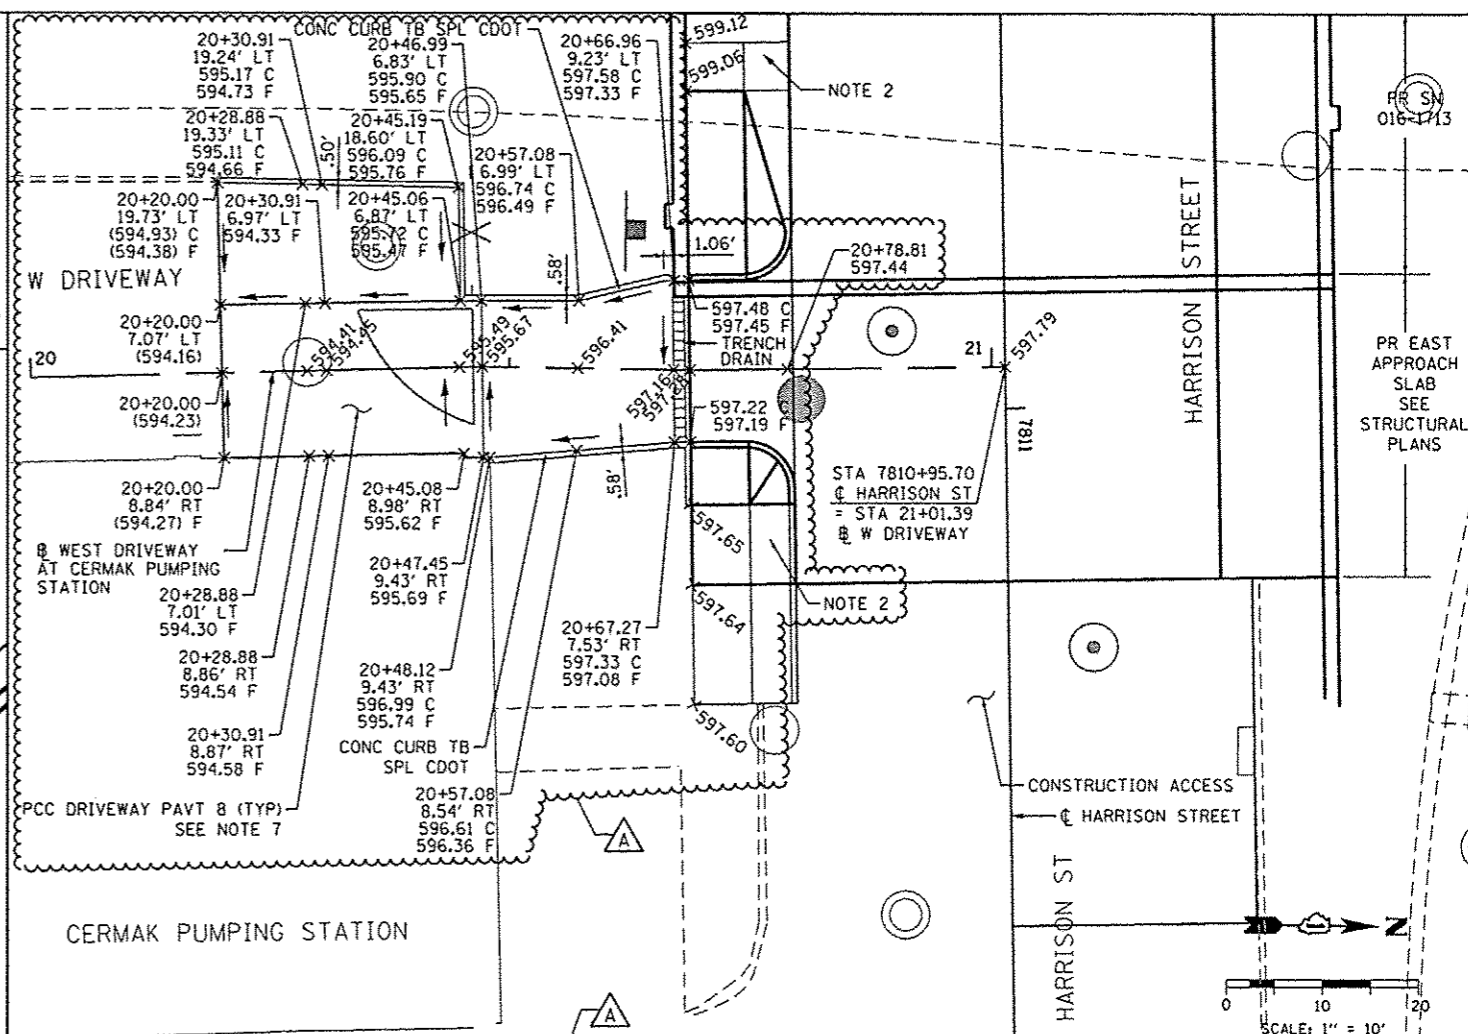 CONC CURB TB SPL CDOT
20+30.91
19.24' LT
595.17 C
594.73 F
20+46.99
6.83' LT
595.90 C
595.65 F
20+66.96
9.23' LT
597.58 C
597.33 F
599.12
599.06
NOTE 2
PR SN
016-1713
20+28.88
19.33' LT
595.11 C
594.66 F
.50'
20+45.19
18.60' LT
596.09 C
595.76 F
20+57.08
6.99' LT
596.74 C
596.49 F
20+20.00
19.73' LT
(594.93) C
(594.38) F
20+30.91
6.97' LT
594.33 F
20+45.06
6.87' LT
595.72 C
595.47 F
1.06'
20+78.81
597.44
HARRISON STREET
W DRIVEWAY
.58'
20+20.00
7.07' LT
(594.16)
597.48 C
597.45 F
TRENCH
DRAIN
594.41
594.45
595.49
595.67
596.41
597.16
21
597.79
20
HARRISON STREET
PR EAST
APPROACH
SLAB
SEE
STRUCTURAL
PLANS
20+20.00
(594.23)
597.22 C
597.19 F
7811
20+20.00
8.84' RT
(594.27) F
20+45.08
8.98' RT
595.62 F
.58'
STA 7810+95.70
℄ HARRISON ST
= STA 21+01.39
W DRIVEWAY
597.65
WEST DRIVEWAY
AT CERMAK PUMPING
STATION
20+47.45
9.43' RT
595.69 F
20+28.88
7.01' LT
594.30 F
597.64
NOTE 2
20+67.27
7.53' RT
597.33 C
597.08 F
20+28.88
8.86' RT
594.54 F
20+48.12
9.43' RT
596.99 C
595.74 F
597.60
20+30.91
8.87' RT
594.58 F
CONC CURB TB
SPL CDOT
PCC DRIVEWAY PAVT 8 (TYP)
SEE NOTE 7
20+57.08
8.54' RT
596.61 C
596.36 F
A
CONSTRUCTION ACCESS
℄ HARRISON STREET
CERMAK PUMPING STATION
HARRISON ST
N
A
0 10 20
SCALE: 1" = 10'